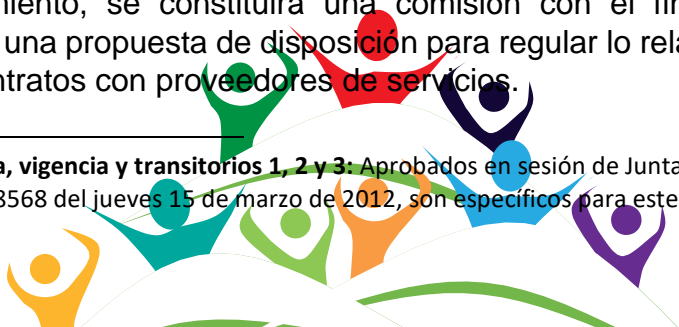 miento, se constituirá una comisión con el fin
una propuesta de disposición para regular lo rela
ntratos con proveedores de servicios.
a, vigencia y transitorios 1, 2 y 3: Aprobados en sesión de Junta
8568 del jueves 15 de marzo de 2012, son específicos para este